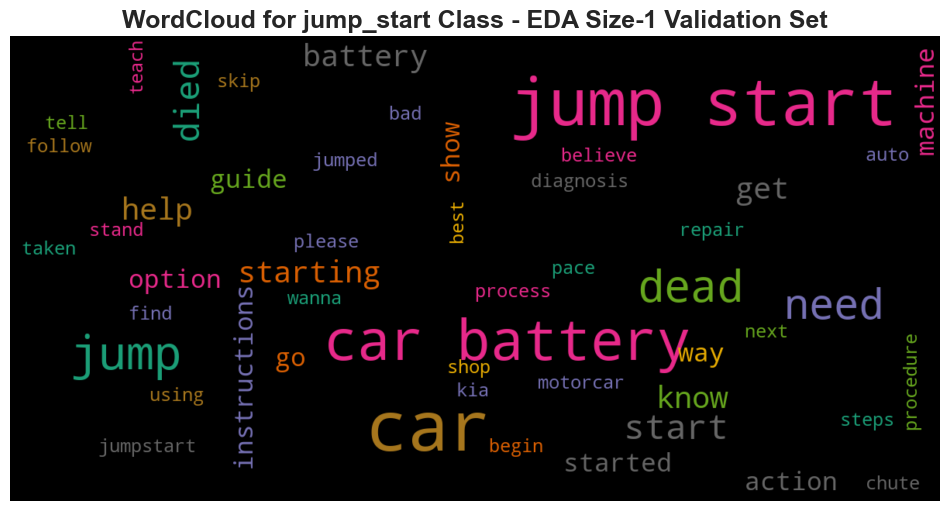 WordCloud for jump_start Class - EDA Size-1 Validation Set
teach
died
skip
battery
bad
jump start
machine
tell
follow
jumped
show
believe
auto
guide
diagnosis
get
help
stand
best
taken
please
repair
option
starting
pace
dead
need
wanna
process
find
instructions
car battery
next
jump
go
shop
way
procedure
using
kia
motorcar
know
steps
car
start
jumpstart
begin
started
action
chute